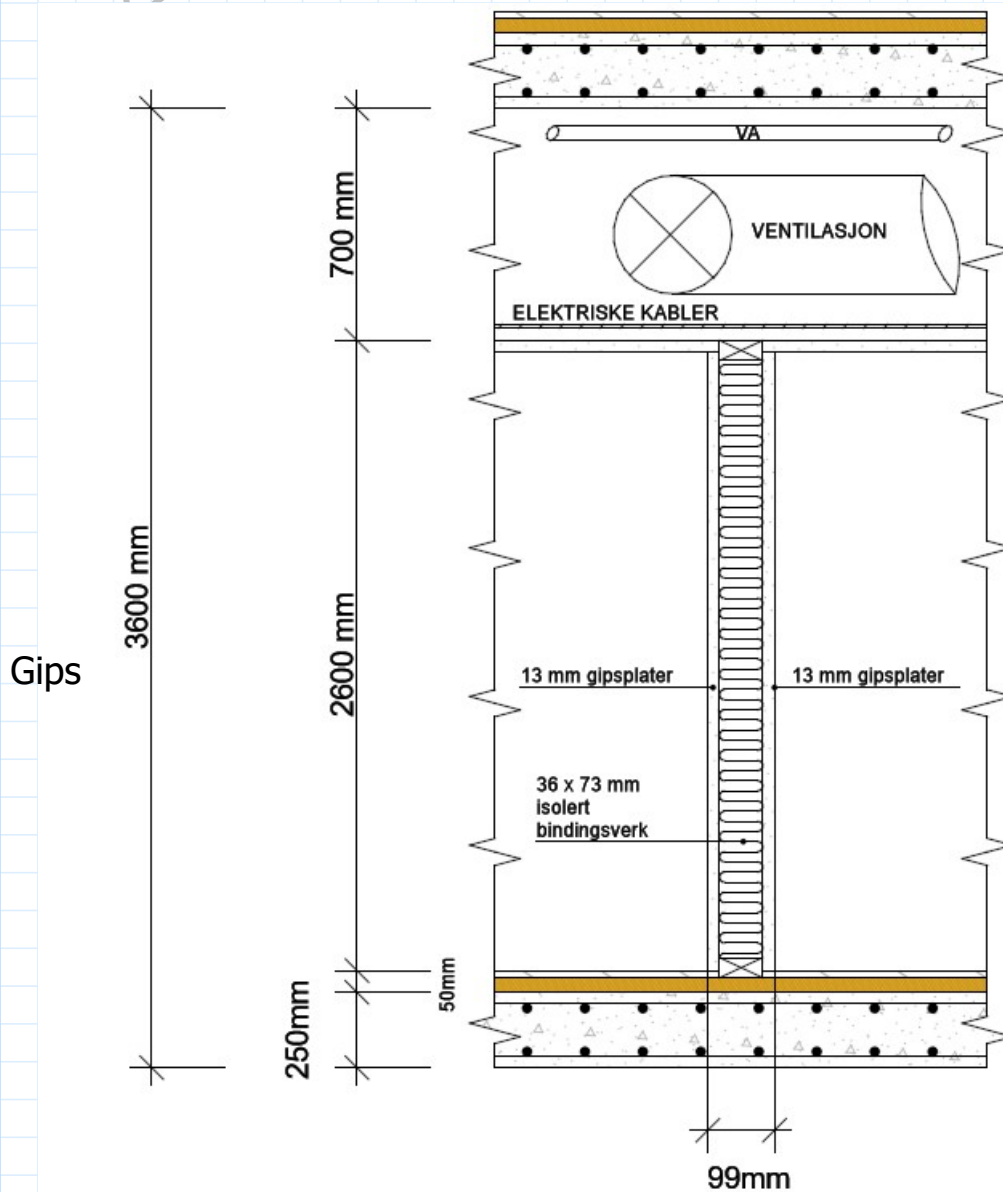 VA
VENTILASJON
ELEKTRISKE KABLER
700 mm
3600 mm
2600 mm
Gips
13 mm gipsplater
13 mm gipsplater
36 x 73 mm
isolert
bindingsverk
50mm
250mm
99mm